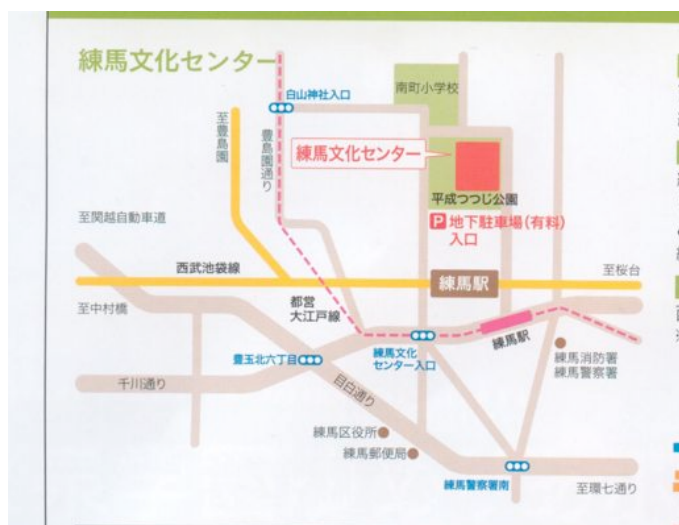 練馬文化センター
白山神社入口
南町小学校
至豊島園
豊島園通り
練馬文化センター
平成つつじ公園
P 地下駐車場(有料)
入口
至関越自動車道
西武池袋線
練馬駅
至桜台
至中村橋
都営
大江戸線
練馬駅
豊玉北六丁目
練馬文化
センター入口
練馬消防署
練馬警察署
千川通り
目白通り
練馬区役所
練馬郵便局
練馬警察署南
至環七通り